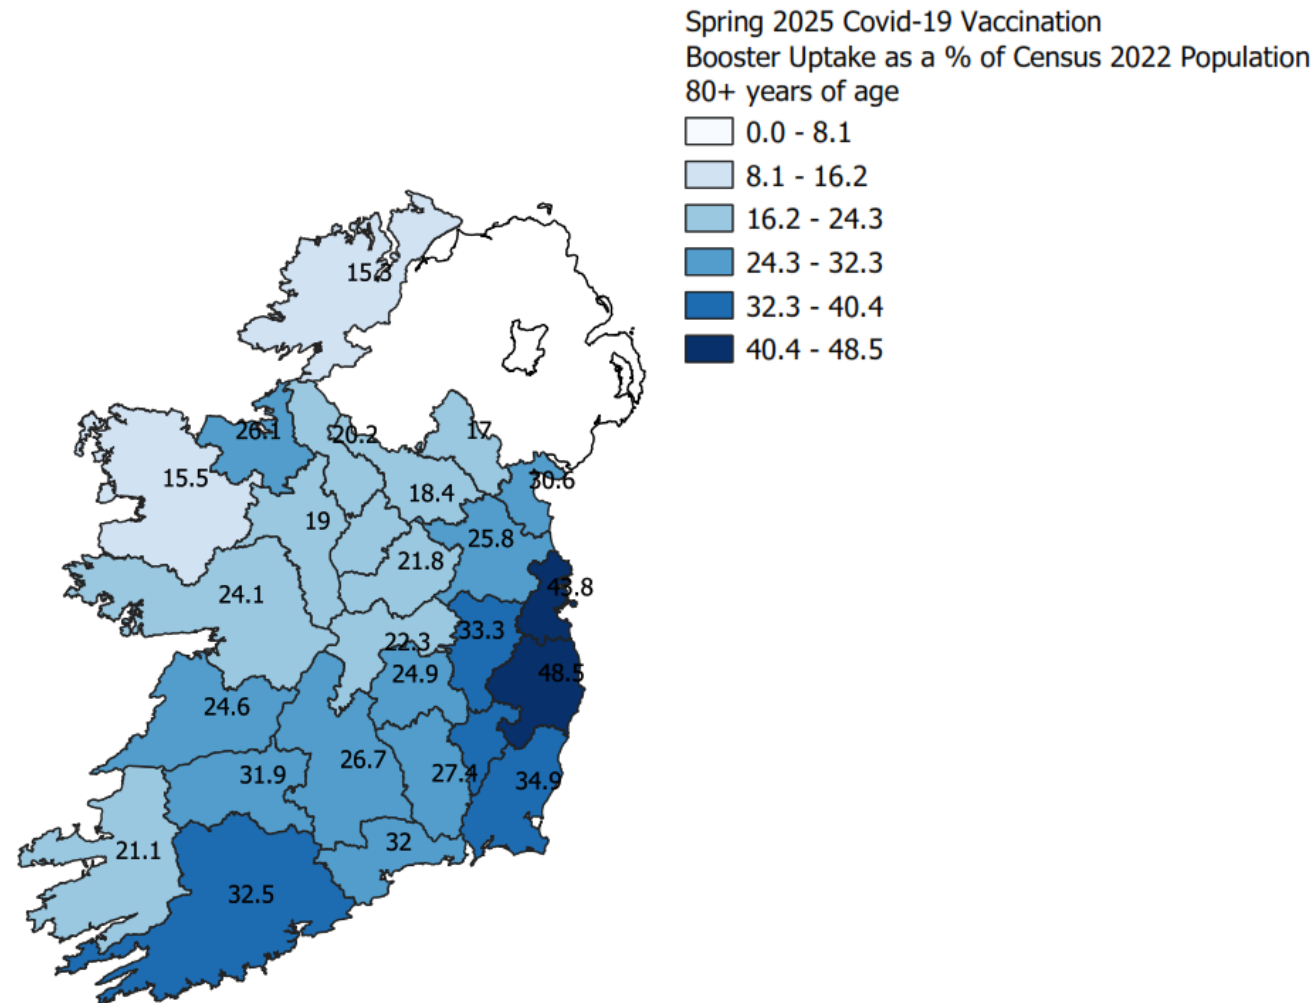 Spring 2025 Covid-19 Vaccination
Booster Uptake as a % of Census 2022 Population
80+ years of age
0.0 - 8.1
8.1 - 16.2
16.2 - 24.3
24.3 - 32.3
32.3 - 40.4
40.4 - 48.5
15.3
26.1
20.2
17
15.5
30.6
18.4
19
25.8
21.8
43.8
24.1
33.3
22.3
48.5
24.9
24.6
26.7
31.9
27.4
34.9
32
21.1
32.5